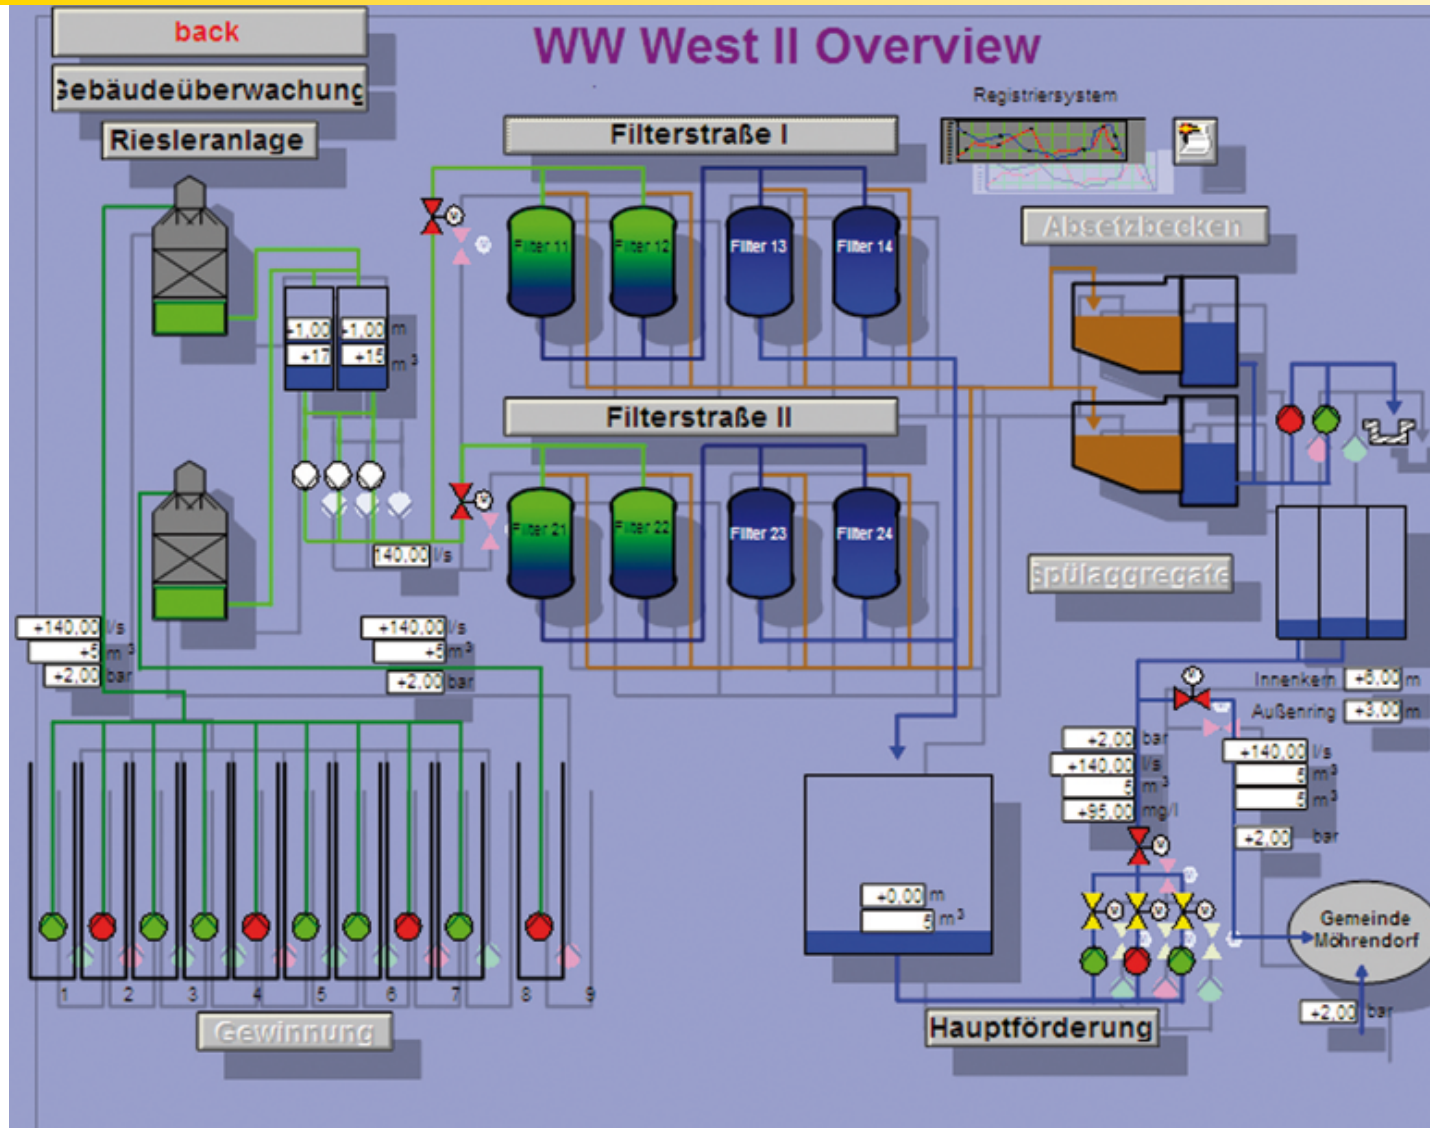 back
WW West II Overview
Gebäudeüberwachung
Registriersystem
Riesleranlage
Filterstraße I
Absetzbecken
Filter 11
Filter 12
Filter 13
Filter 14
+1,00
+1,00 m
+17
+15 m³
Filterstraße II
Filter 21
Filter 22
Filter 23
Filter 24
140,00 l/s
Spülaggregate
+140,00 l/s
+5 m³
+2,00 bar
+140,00 l/s
+5 m³
+2,00 bar
Innenkern +6,00 m
Außenring +3,00 m
+2,00 bar
+140,00 l/s
5 m³
+95,00 mg/l
+140,00 l/s
5 m³
5 m³
+2,00 bar
+0,00 m
5 m³
Gemeinde
Möhrendorf
1 2 3 4 5 6 7 8 9
+2,00 bar
Gewinnung
Hauptförderung